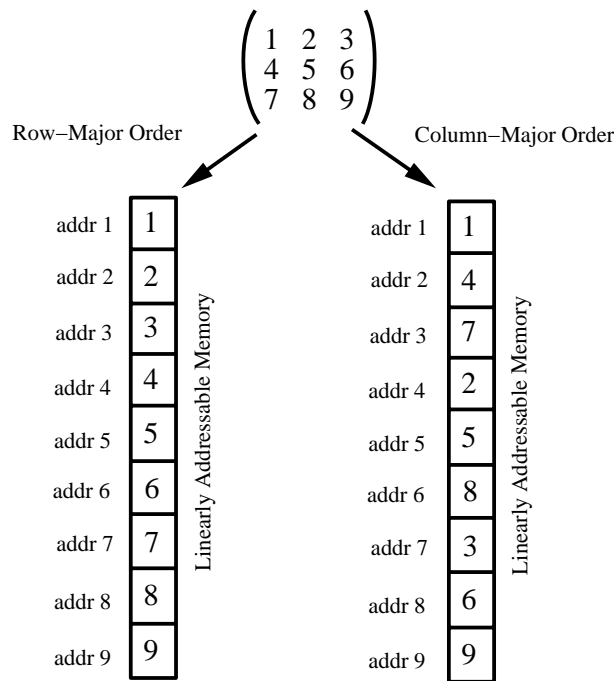 1 2 3
4 5 6
7 8 9
Row–Major Order
Column–Major Order
addr 1 1
addr 2 2
addr 3 3
addr 4 4
addr 5 5
addr 6 6
addr 7 7
addr 8 8
addr 9 9
Linearly Addressable Memory
addr 1 1
addr 2 4
addr 3 7
addr 4 2
addr 5 5
addr 6 8
addr 7 3
addr 8 6
addr 9 9
Linearly Addressable Memory